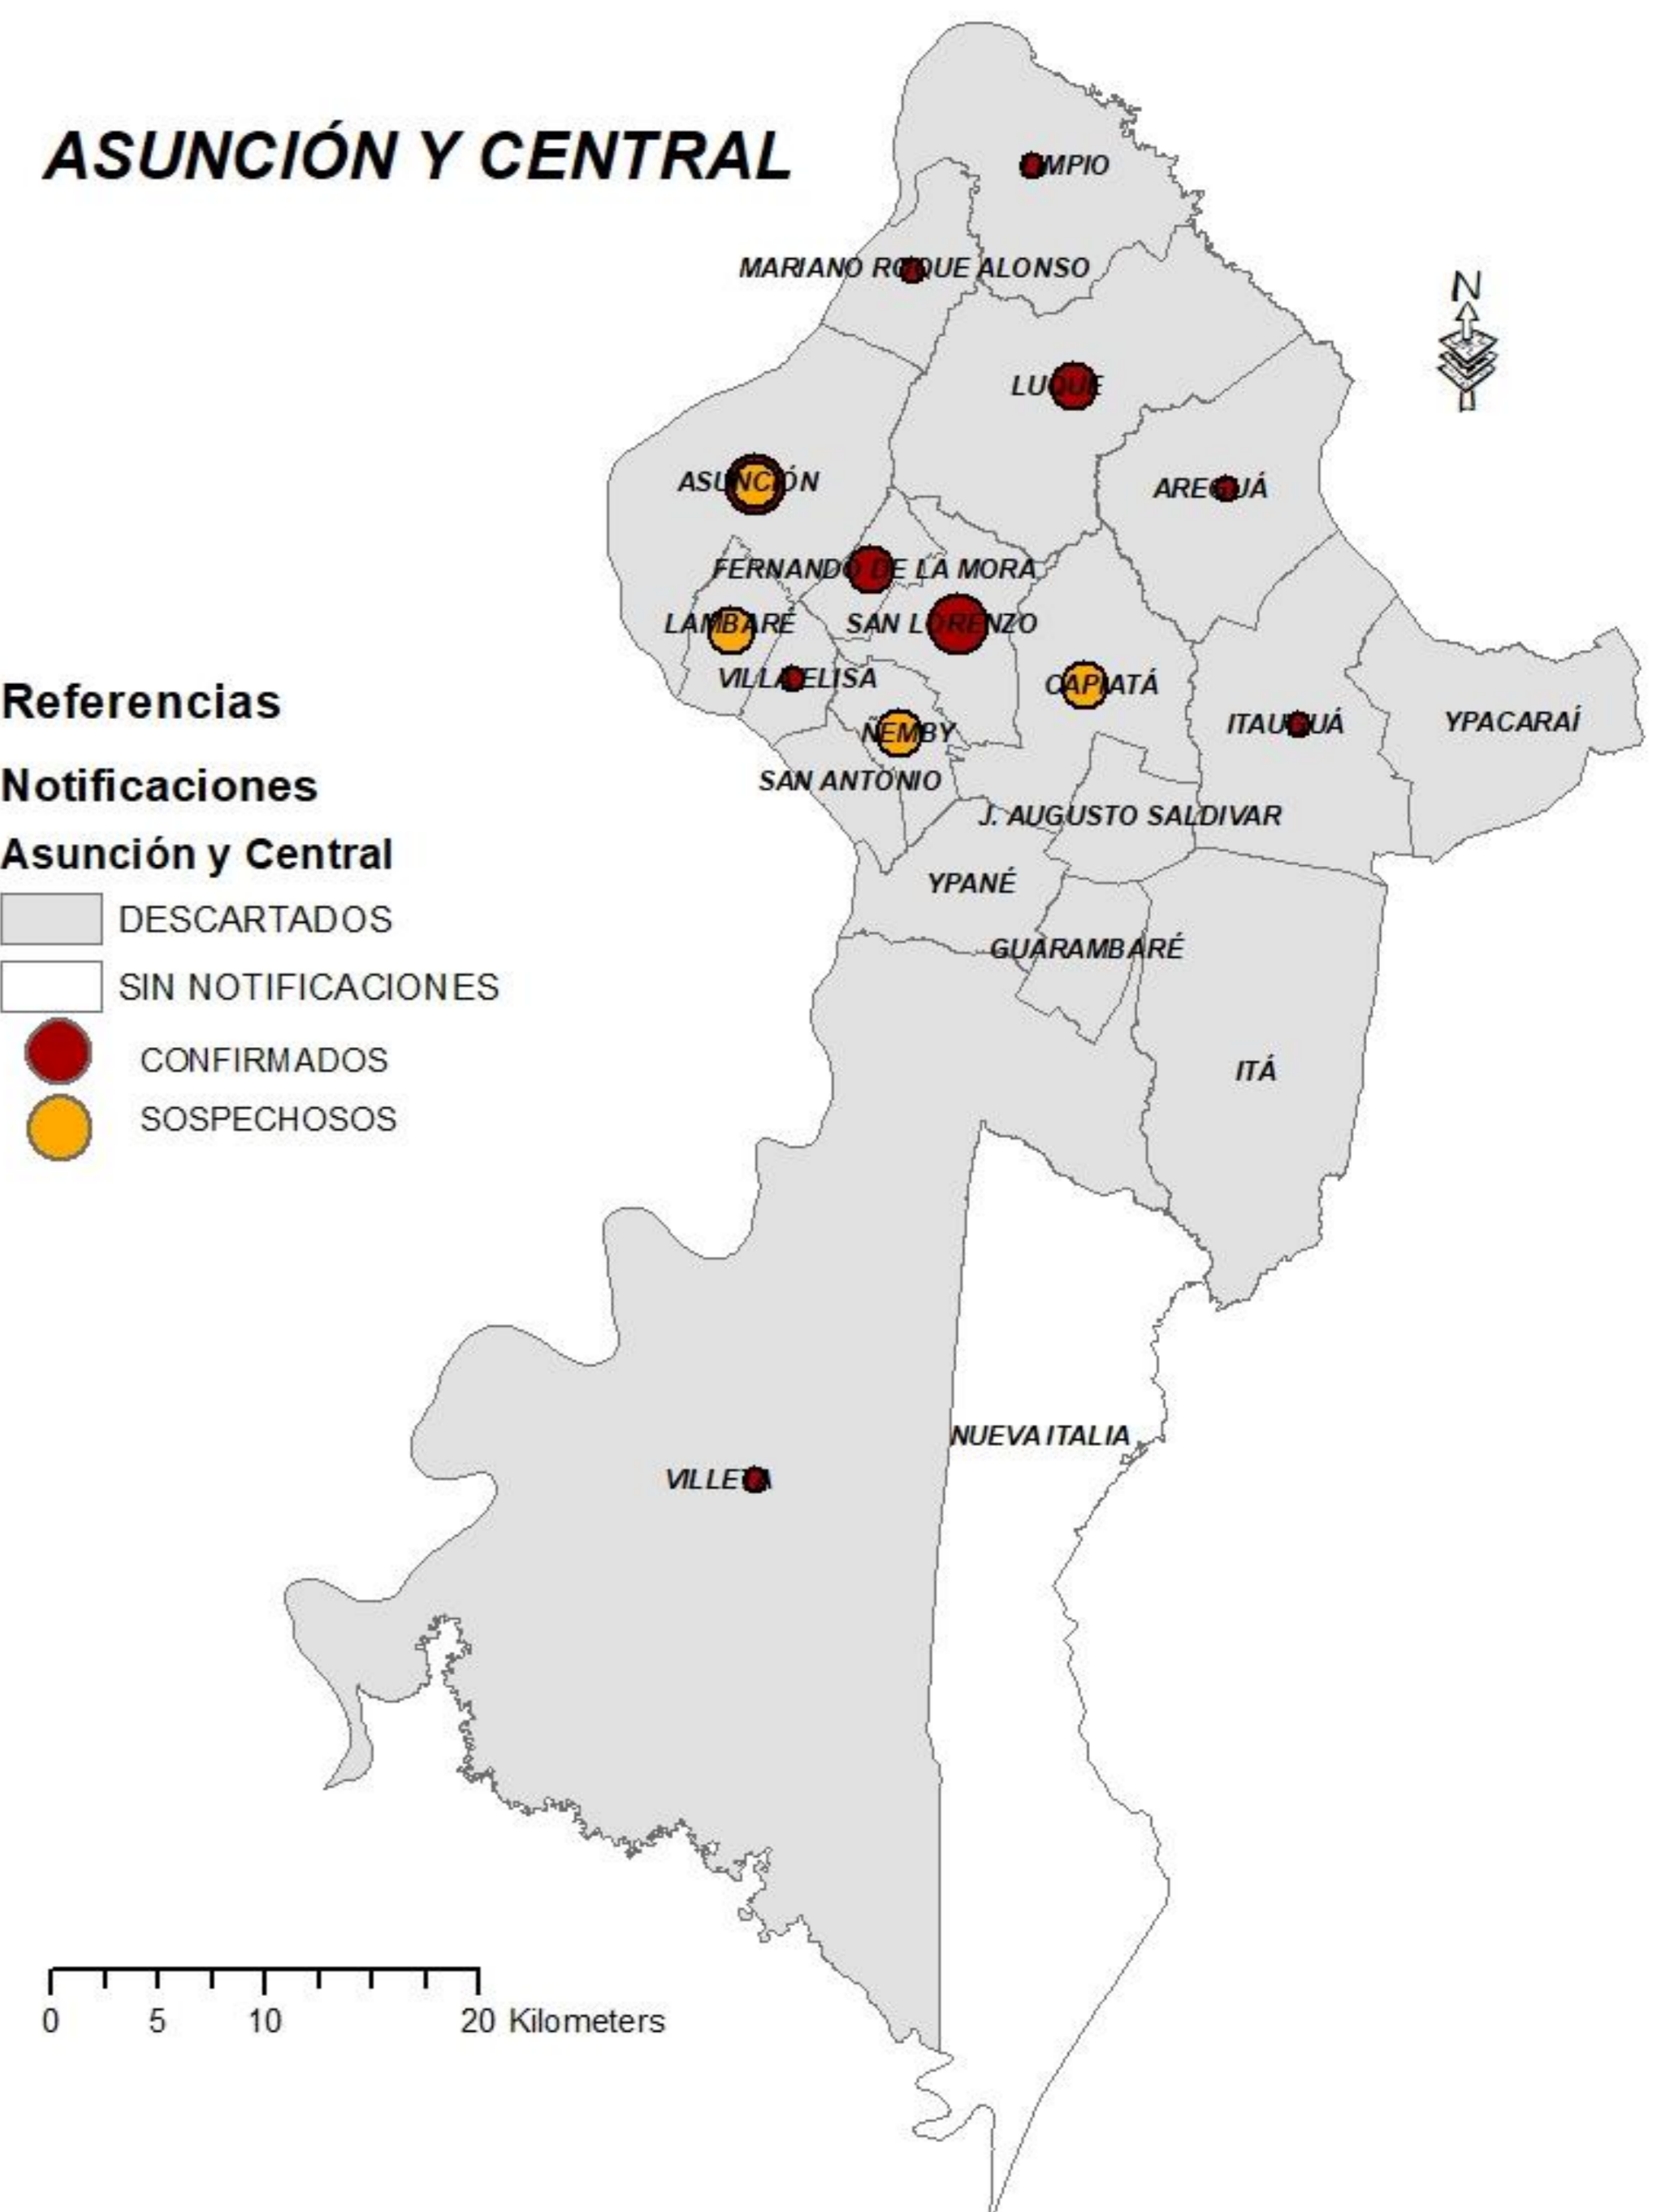 ASUNCIÓN Y CENTRAL
MPIO
MARIANO ROQUE ALONSO
N
LUQUE
ASUNCIÓN
AREGUÁ
FERNANDO DE LA MORA
LAMBARÉ
SAN LORENZO
VILLA ELISA
CAPIATÁ
Referencias
ÑEMBY
ITAUGUÁ
YPACARAÍ
Notificaciones
SAN ANTONIO
J. AUGUSTO SALDIVAR
Asunción y Central
YPANÉ
DESCARTADOS
GUARAMBARÉ
SIN NOTIFICACIONES
CONFIRMADOS
ITÁ
SOSPECHOSOS
NUEVA ITALIA
VILLETA
0 5 10 20 Kilometers